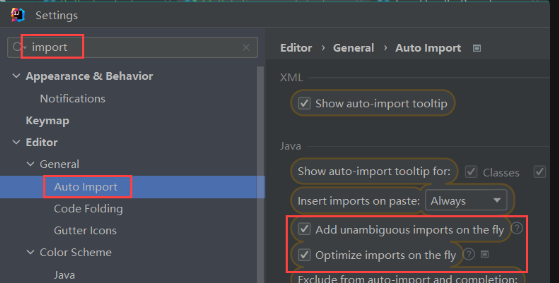 Settings
import
Appearance & Behavior
Notifications
Keymap
Editor
General
Auto Import
Code Folding
Gutter Icons
Color Scheme
Java
Editor › General › Auto Import
XML
Show auto-import tooltip
Java
Show auto-import tooltip for: Classes
Insert imports on paste: Always
Add unambiguous imports on the fly ?
Optimize imports on the fly ?
Exclude from auto-import and completion: